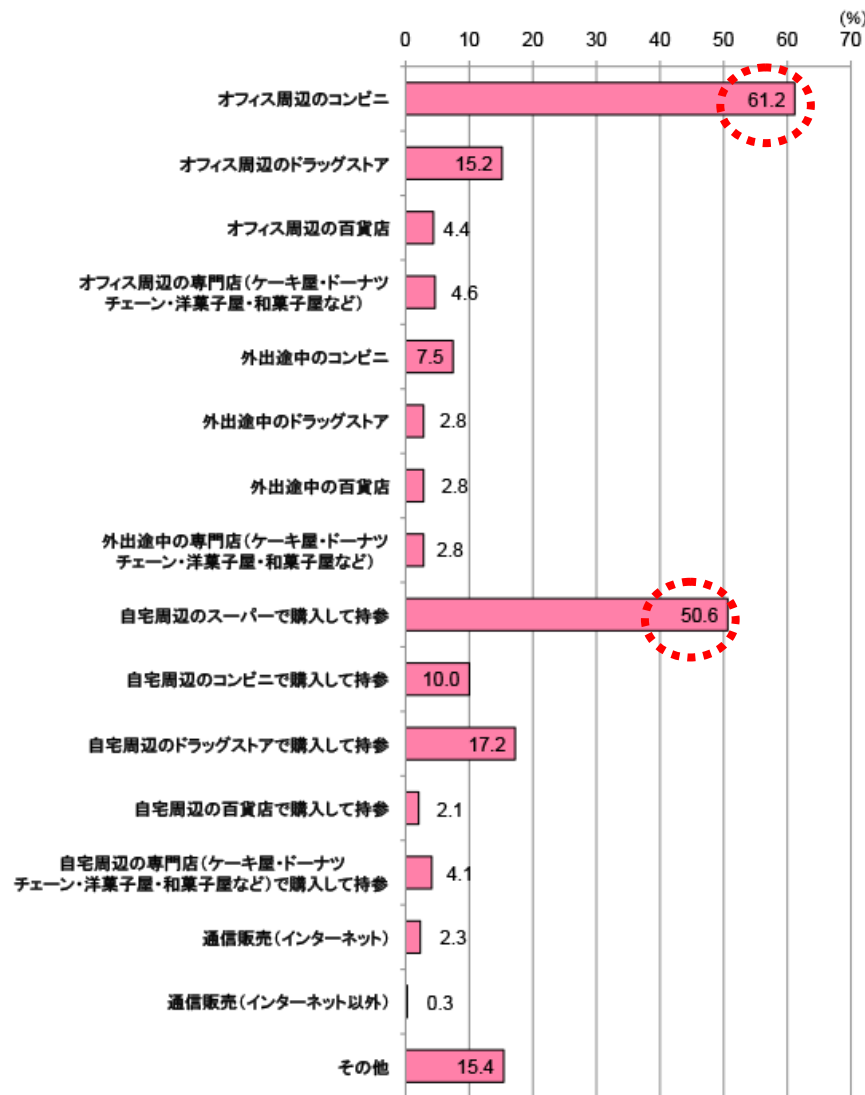 (%)
0 10 20 30 40 50 60 70
オフィス周辺のコンビニ 61.2
オフィス周辺のドラッグストア 15.2
オフィス周辺の百貨店 4.4
オフィス周辺の専門店(ケーキ屋・ドーナツ
チェーン・洋菓子屋・和菓子屋など) 4.6
外出途中のコンビニ 7.5
外出途中のドラッグストア 2.8
外出途中の百貨店 2.8
外出途中の専門店(ケーキ屋・ドーナツ
チェーン・洋菓子屋・和菓子屋など) 2.8
自宅周辺のスーパーで購入して持参 50.6
自宅周辺のコンビニで購入して持参 10.0
自宅周辺のドラッグストアで購入して持参 17.2
自宅周辺の百貨店で購入して持参 2.1
自宅周辺の専門店(ケーキ屋・ドーナツ
チェーン・洋菓子屋・和菓子屋など)で購入して持参 4.1
通信販売(インターネット) 2.3
通信販売(インターネット以外) 0.3
その他 15.4